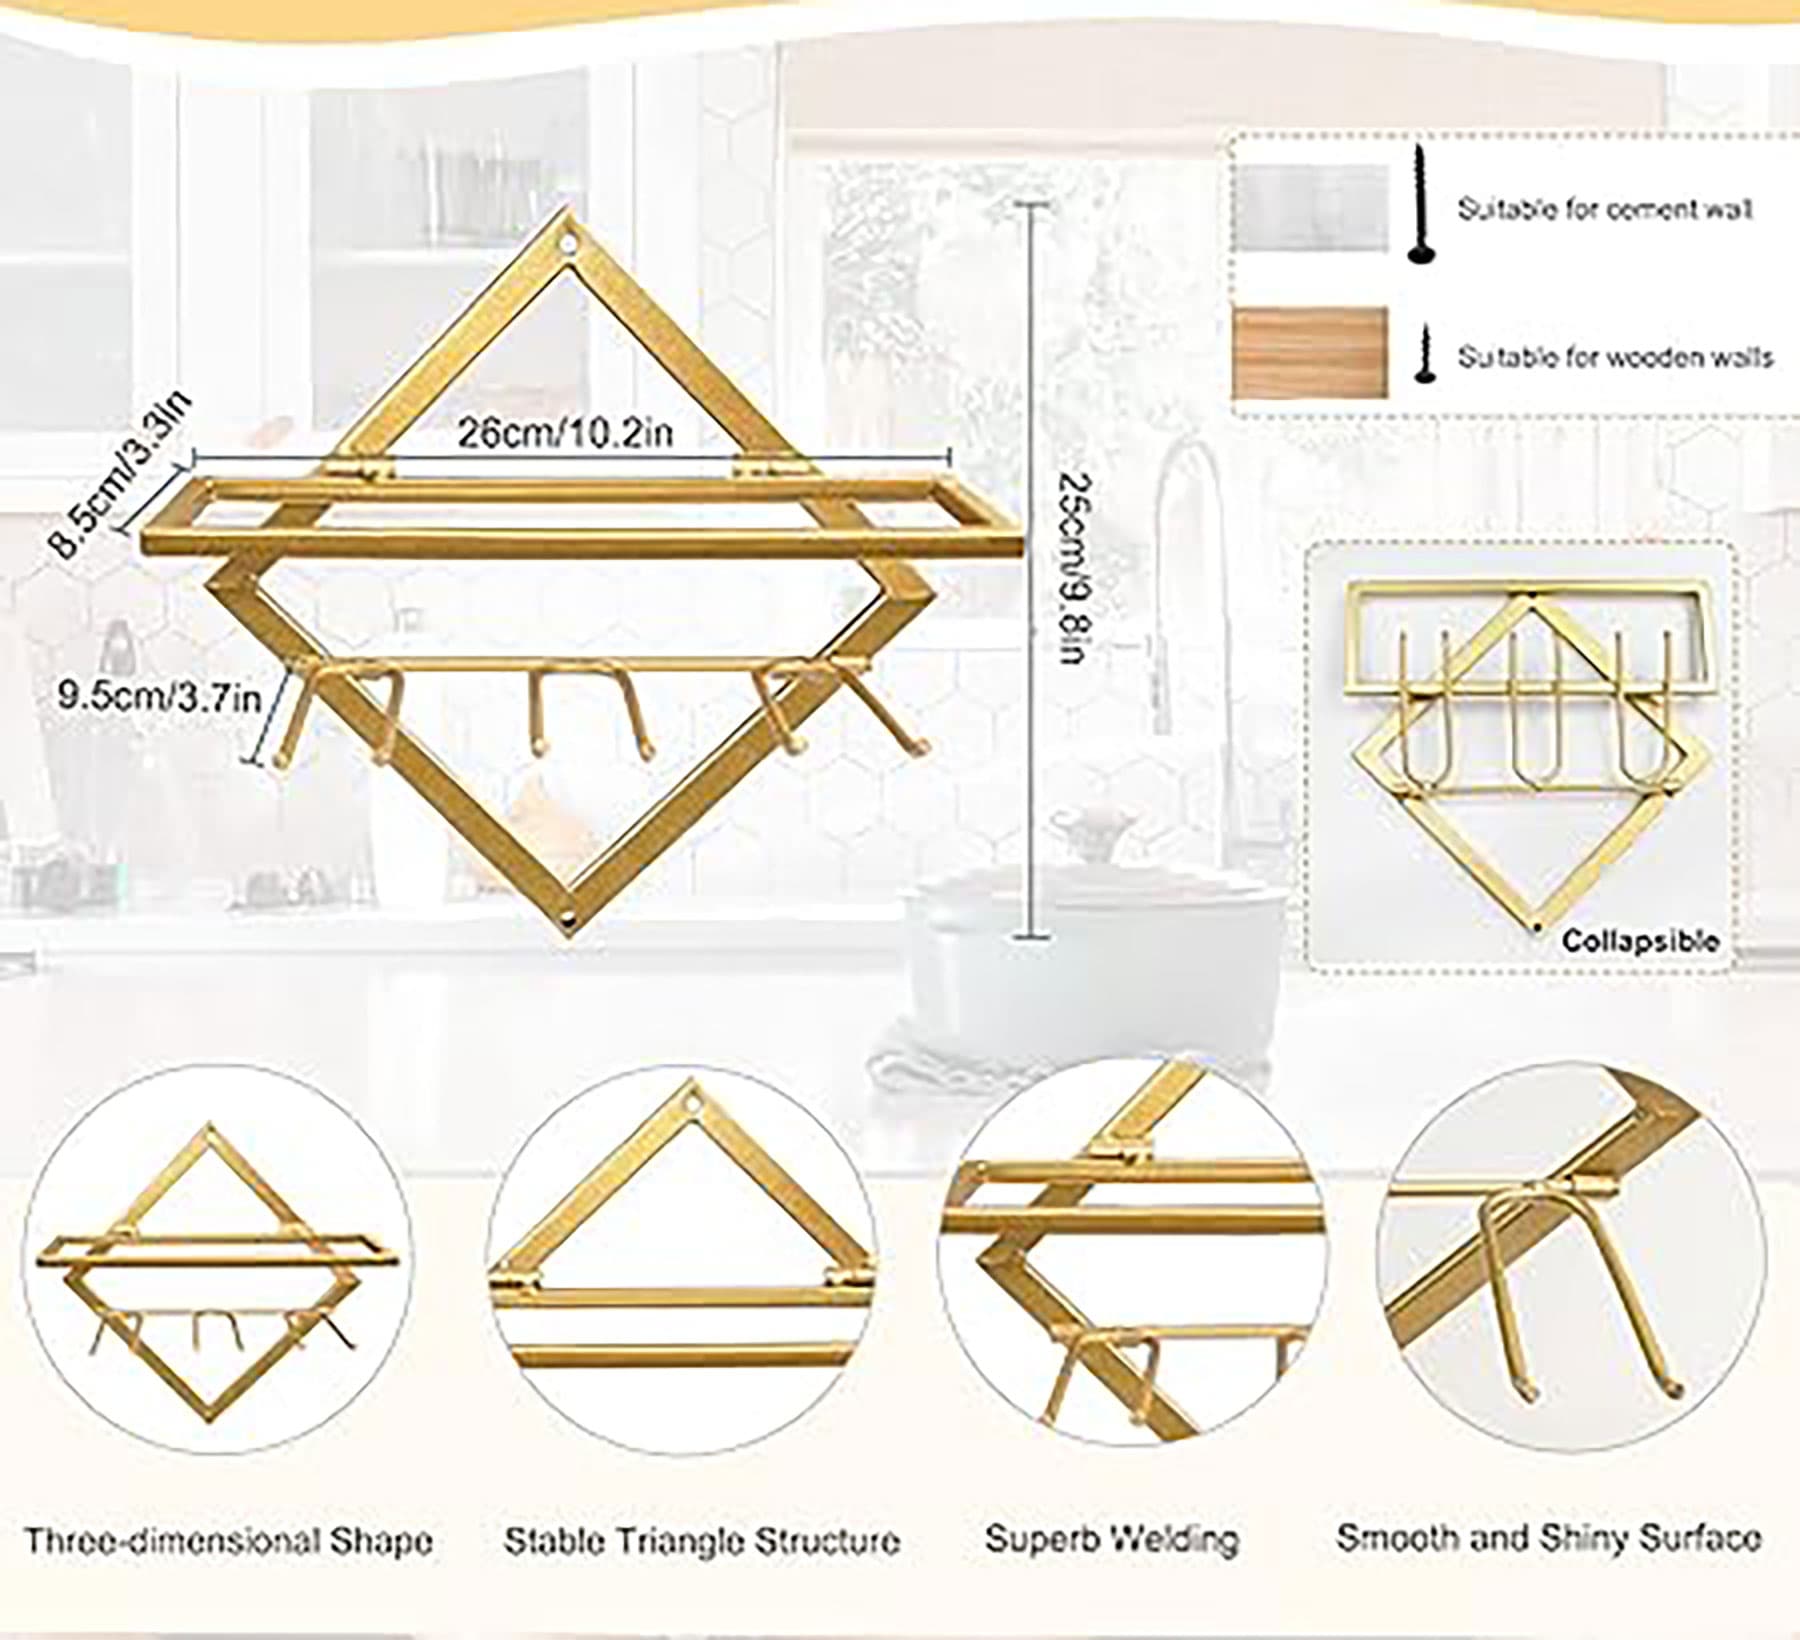 Suitable for cement wall
Suitable for wooden walls
26cm/10.2in
8.5cm/3.3in
25cm/9.8in
9.5cm/3.7in
Collapsible
Three-dimensional Shape
Stable Triangle Structure
Superb Welding
Smooth and Shiny Surface